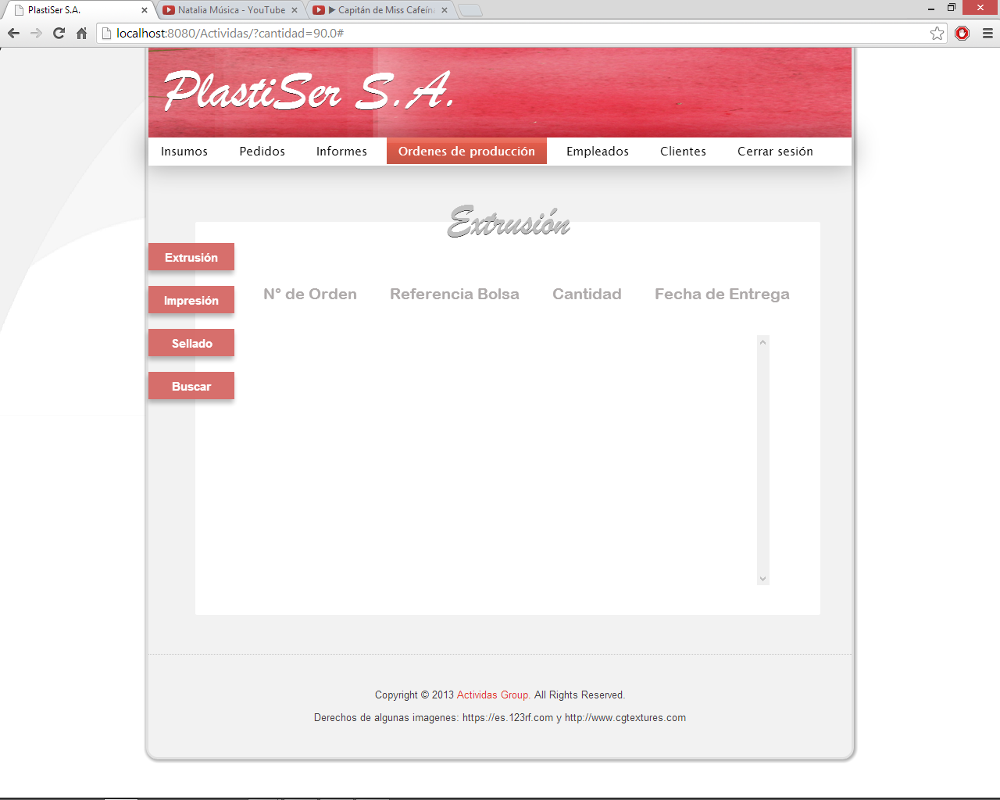 PlastiSer S.A.
Natalia Música - YouTube
▶ Capitán de Miss Cafeín
localhost:8080/Actividas/?cantidad=90.0#
PlastiSer S.A.
Insumos Pedidos Informes Ordenes de producción Empleados Clientes Cerrar sesión
Extrusión
Extrusión
Impresión
Sellado
Buscar
N° de Orden Referencia Bolsa Cantidad Fecha de Entrega
Copyright © 2013 Actividas Group. All Rights Reserved.
Derechos de algunas imagenes: https://es.123rf.com y http://www.cgtextures.com